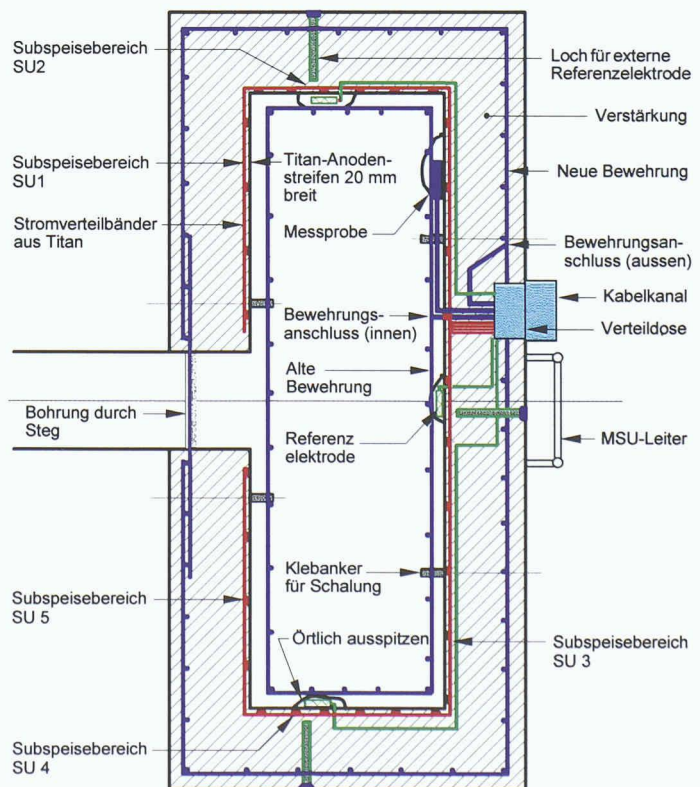 Subspeisebereich
SU2
Loch für externe
Referenzelektrode
Verstärkung
Subspeisebereich
SU1
Titan-Anoden-
streifen 20 mm
breit
Neue Bewehrung
Stromverteilbänder
aus Titan
Messprobe
Bewehrungsan-
schluss (aussen)
Kabelkanal
Bewehrungs-
anschluss (innen)
Verteildose
Alte
Bewehrung
Bohrung durch
Steg
Referenz
elektrode
MSU-Leiter
Klebanker
für Schalung
Subspeisebereich
SU 5
Örtlich ausspitzen
Subspeisebereich
SU 3
Subspeisebereich
SU 4